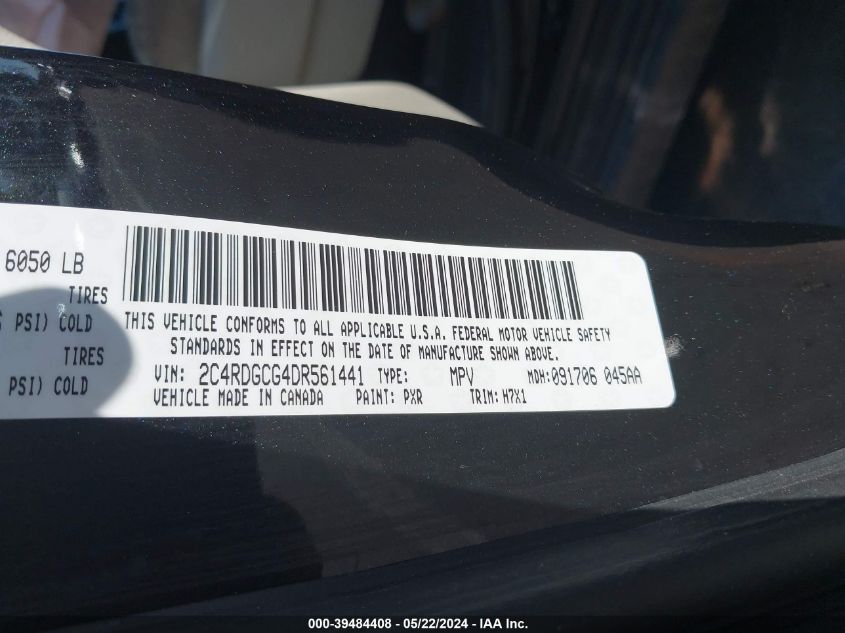 6050 LB
TIRES
PSI) COLD
TIRES
PSI) COLD
THIS VEHICLE CONFORMS TO ALL APPLICABLE U.S.A. FEDERAL MOTOR VEHICLE SAFETY
STANDARDS IN EFFECT ON THE DATE OF MANUFACTURE SHOWN ABOVE.
VIN: 2C4RDGCG4DR561441 TYPE: MPV MDH:091706 045AA
VEHICLE MADE IN CANADA PAINT: PXR TRIM: H7X1
000-39484408 - 05/22/2024 - IAA Inc.